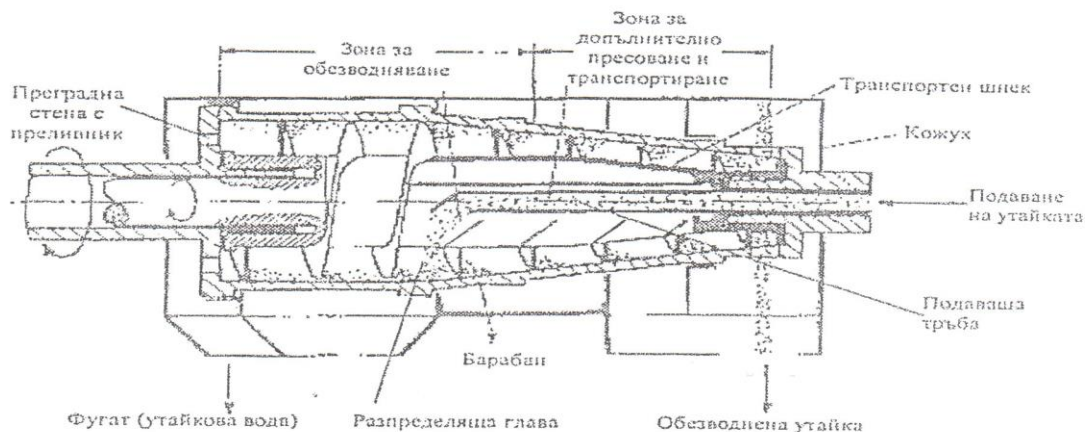 Зона за
обезводняване
Зона за
допълнително
пресоване и
транспортиране
Преградна
стена с
преливник
Транспортен шнек
Кожух
Подаване
на утайката
Подаваща
тръба
Барабан
Фугат (утайкова вода)
Разпределяща глава
Обезводнена утайка